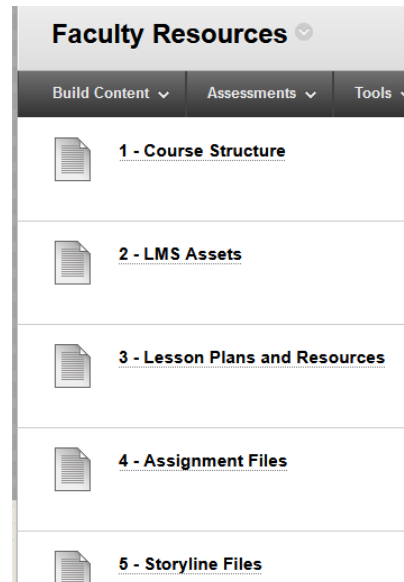 Faculty Resources
Build Content Assessments Tools
1 - Course Structure
2 - LMS Assets
3 - Lesson Plans and Resources
4 - Assignment Files
5 - Storyline Files